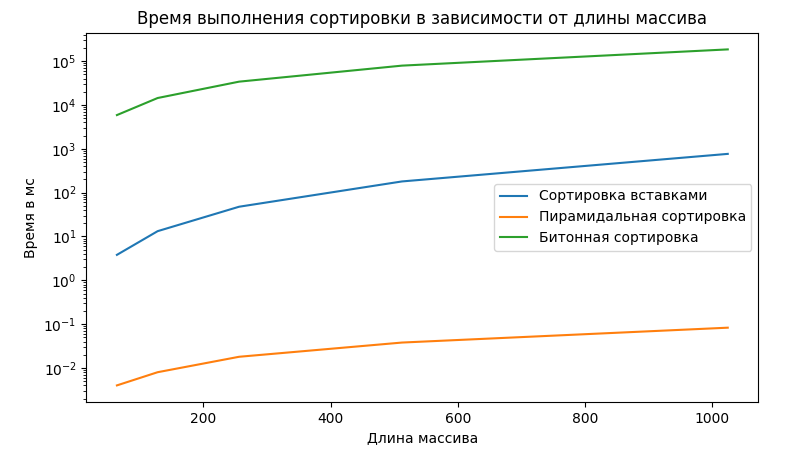 Время выполнения сортировки в зависимости от длины массива
Время в мс
10^5
10^4
10^3
10^2
10^1
10^0
10^−1
10^−2
Сортировка вставками
Пирамидальная сортировка
Битонная сортировка
200 400 600 800 1000
Длина массива